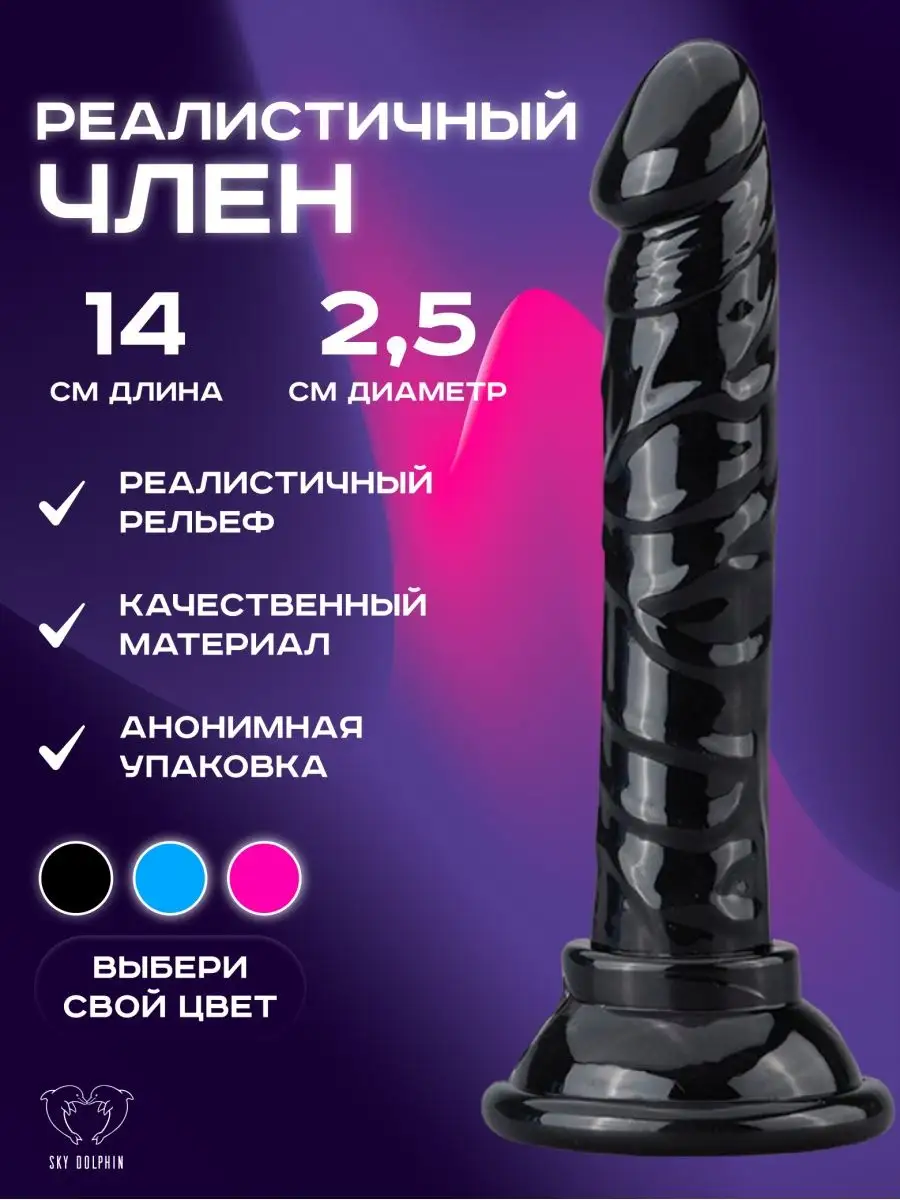 РЕАЛИСТИЧНЫЙ
ЧЛЕН
14
СМ ДЛИНА
2,5
СМ ДИАМЕТР
РЕАЛИСТИЧНЫЙ
РЕЛЬЕФ
КАЧЕСТВЕННЫЙ
МАТЕРИАЛ
АНОНИМНАЯ
УПАКОВКА
ВЫБЕРИ
СВОЙ ЦВЕТ
SKY DOLPHIN